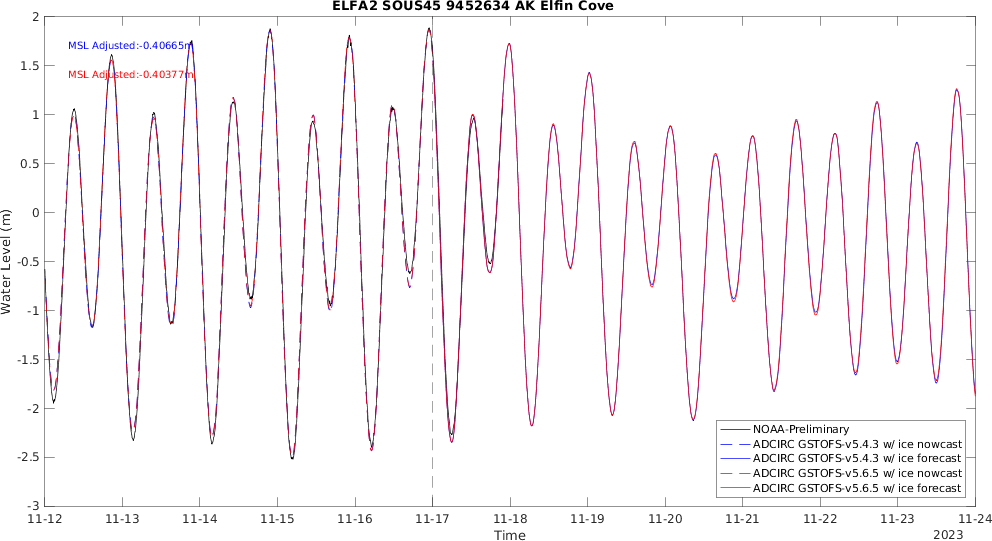 ELFA2 SOUS45 9452634 AK Elfin Cove
MSL Adjusted:-0.40665m
MSL Adjusted:-0.40377m
Water Level (m)
2
1.5
1
0.5
0
-0.5
-1
-1.5
-2
-2.5
-3
NOAA-Preliminary
ADCIRC GSTOFS-v5.4.3 w/ ice nowcast
ADCIRC GSTOFS-v5.4.3 w/ ice forecast
ADCIRC GSTOFS-v5.6.5 w/ ice nowcast
ADCIRC GSTOFS-v5.6.5 w/ ice forecast
11-12 11-13 11-14 11-15 11-16 11-17 11-18 11-19 11-20 11-21 11-22 11-23 11-24
Time
2023